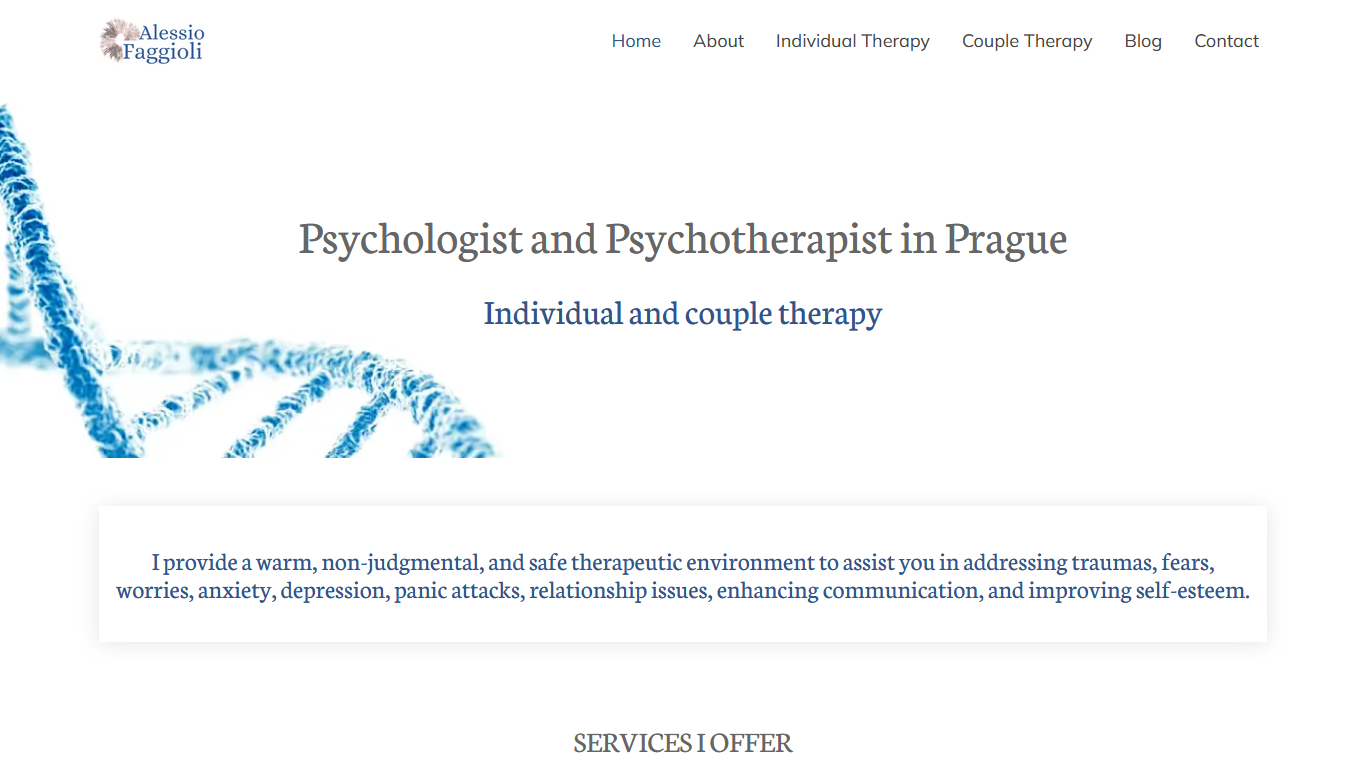 Alessio
Faggioli
Home About Individual Therapy Couple Therapy Blog Contact
Psychologist and Psychotherapist in Prague
Individual and couple therapy
I provide a warm, non-judgmental, and safe therapeutic environment to assist you in addressing traumas, fears,
worries, anxiety, depression, panic attacks, relationship issues, enhancing communication, and improving self-esteem.
SERVICES I OFFER